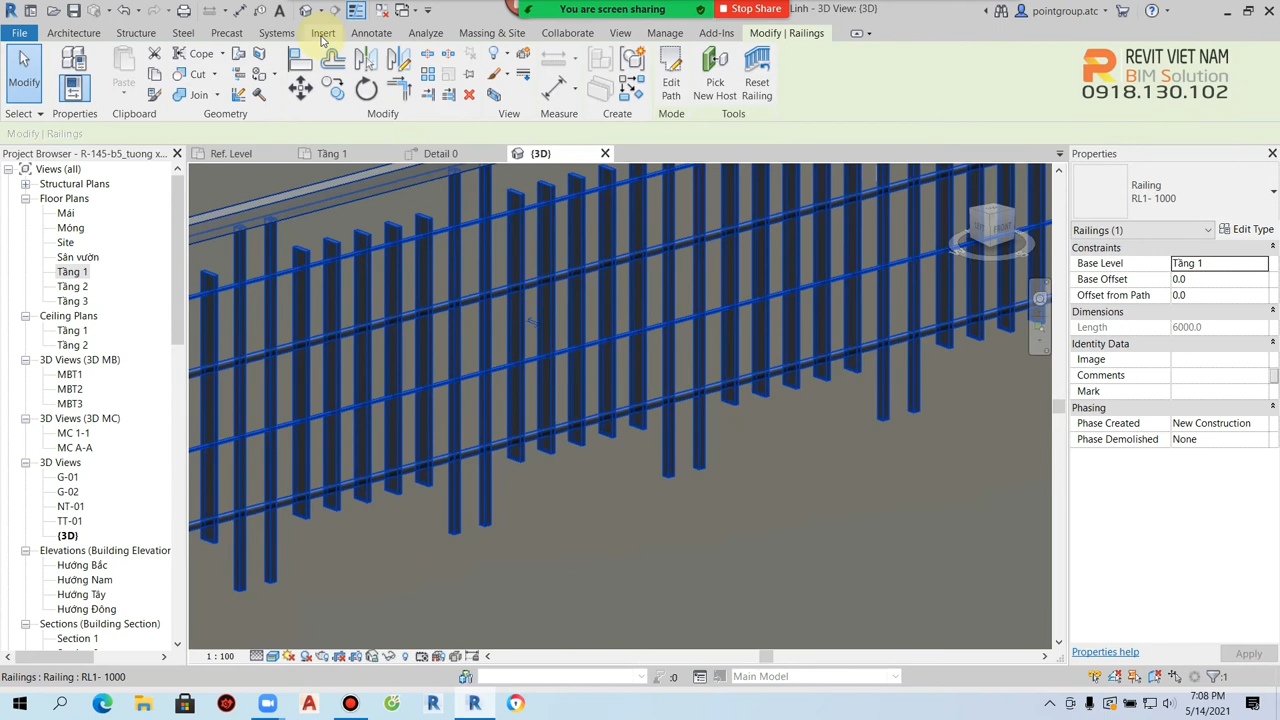 You are screen sharing
Stop Share
Linh - 3D View: {3D}
pointgroup.atc
File Architecture Structure Steel Precast Systems Insert Annotate Analyze Massing & Site Collaborate View Manage Add-Ins Modify | Railings
Modify
Properties
Paste
Cope
Cut
Join
Edit Path
Pick New Host
Reset Railing
Select Properties Clipboard Geometry Modify View Measure Create Mode Tools
REVIT VIET NAM
BIM Solution
0918.130.102
Modify | Railings
Project Browser - R-145-b5_tuong x...
Ref. Level
Tầng 1
Detail 0
{3D}
Properties
Views (all)
Structural Plans
Floor Plans
Mái
Móng
Site
Sân vườn
Tầng 1
Tầng 2
Tầng 3
Ceiling Plans
Tầng 1
Tầng 2
3D Views (3D MB)
MBT1
MBT2
MBT3
3D Views (3D MC)
MC 1-1
MC A-A
3D Views
G-01
G-02
NT-01
TT-01
{3D}
Elevations (Building Elevation
Hướng Bắc
Hướng Nam
Hướng Tây
Hướng Đông
Sections (Building Section)
Section 1
FRONT
Railing
RL1- 1000
Railings (1)
Edit Type
Constraints
Base Level Tầng 1
Base Offset 0.0
Offset from Path 0.0
Dimensions
Length 6000.0
Identity Data
Image
Comments
Mark
Phasing
Phase Created New Construction
Phase Demolished None
Properties help
Apply
1 : 100
Railings : Railing : RL1- 1000
:0
Main Model
:1
7:08 PM
5/14/2021